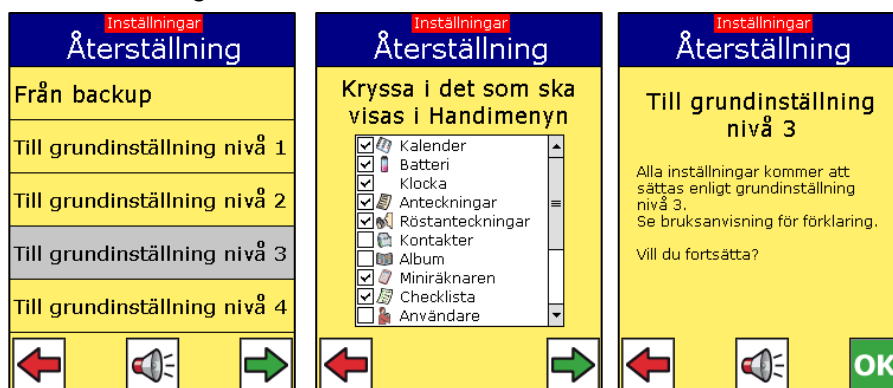 Inställningar
Återställning
Från backup
Till grundinställning nivå 1
Till grundinställning nivå 2
Till grundinställning nivå 3
Till grundinställning nivå 4
Inställningar
Återställning
Kryssa i det som ska
visas i Handimenyn
Kalender
Batteri
Klocka
Anteckningar
Röstanteckningar
Kontakter
Album
Miniräknaren
Checklista
Användare
Inställningar
Återställning
Till grundinställning
nivå 3
Alla inställningar kommer att
sättas enligt grundinställning
nivå 3.
Se bruksanvisning för förklaring.
Vill du fortsätta?
OK